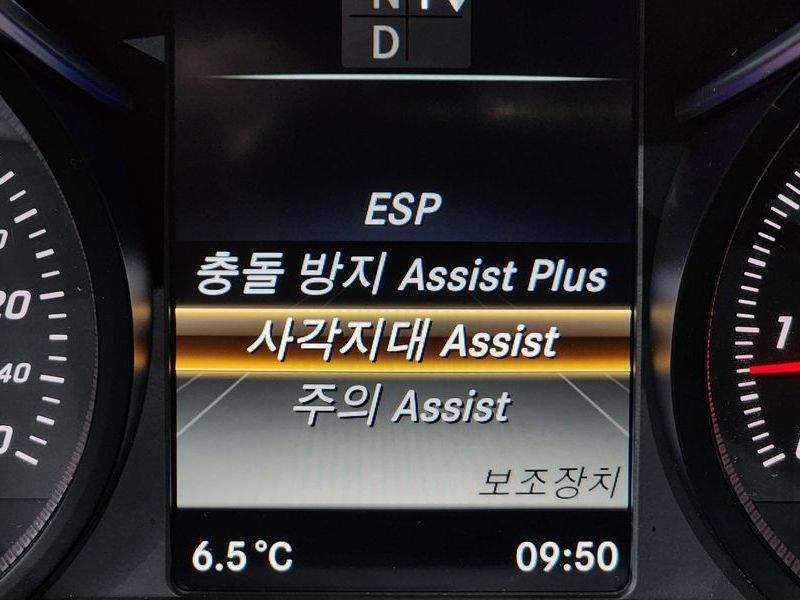 D
ESP
충돌 방지 Assist Plus
사각지대 Assist
주의 Assist
보조장치
6.5°C
09:50